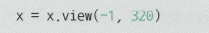 x = x.view(-1, 320)